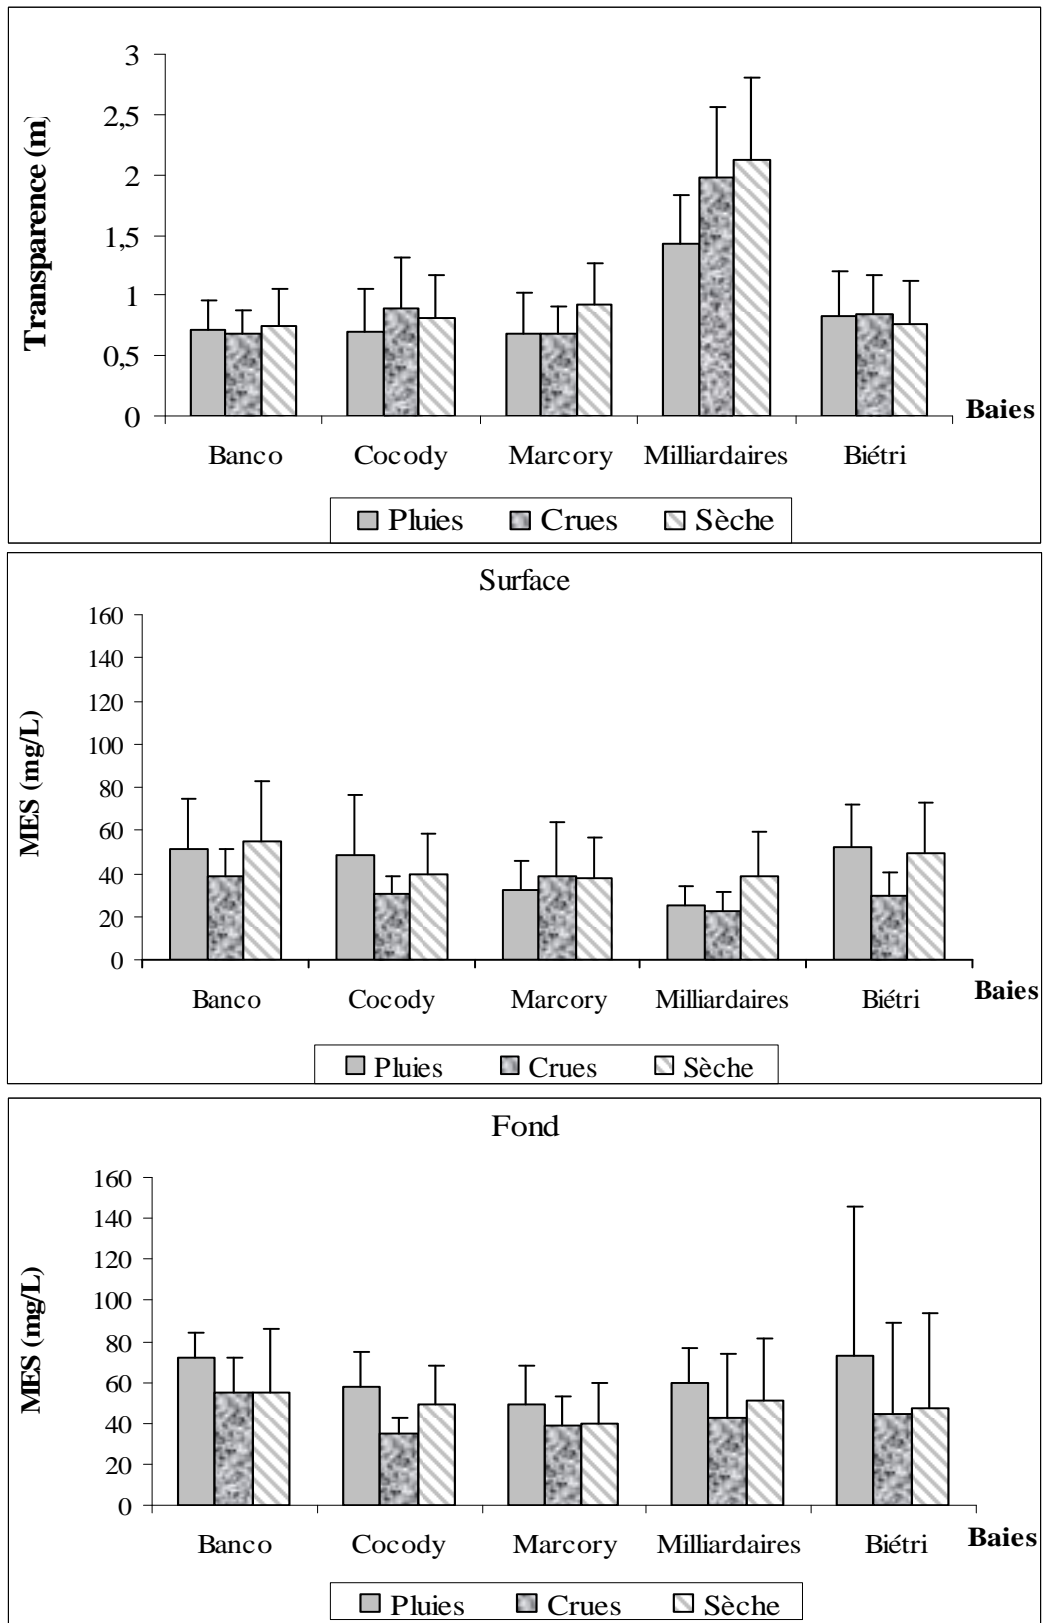 Transparence (m)
3
2,5
2
1,5
1
0,5
0
Baies
Banco Cocody Marcory Milliardaires Biétri
Pluies Crues Sèche
Surface
MES (mg/L)
160
140
120
100
80
60
40
20
0
Baies
Banco Cocody Marcory Milliardaires Biétri
Pluies Crues Sèche
Fond
MES (mg/L)
160
140
120
100
80
60
40
20
0
Baies
Banco Cocody Marcory Milliardaires Biétri
Pluies Crues Sèche